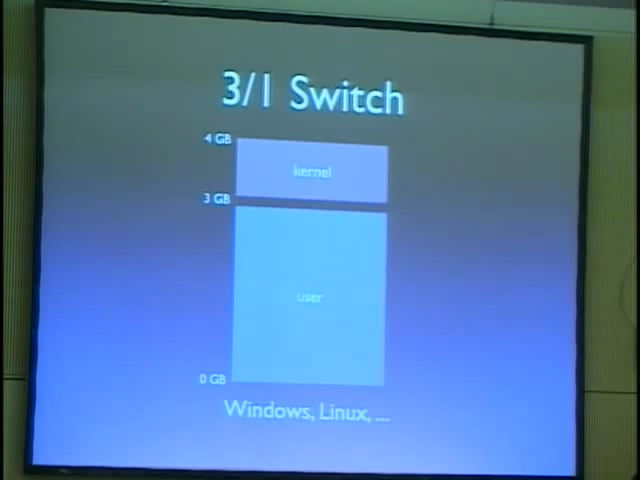 3/1 Switch
4 GB
kernel
3 GB
user
0 GB
Windows, Linux, ...